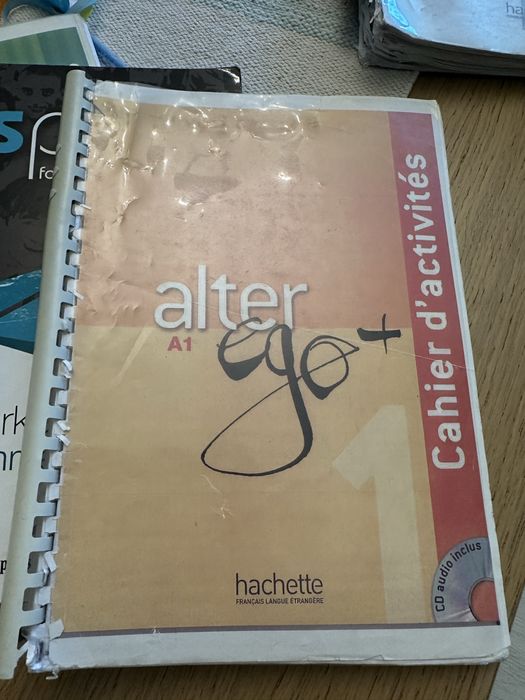 alter
A1
ego+
1
Cahier d'activités
hachette
FRANÇAIS LANGUE ÉTRANGÈRE
CD audio inclus